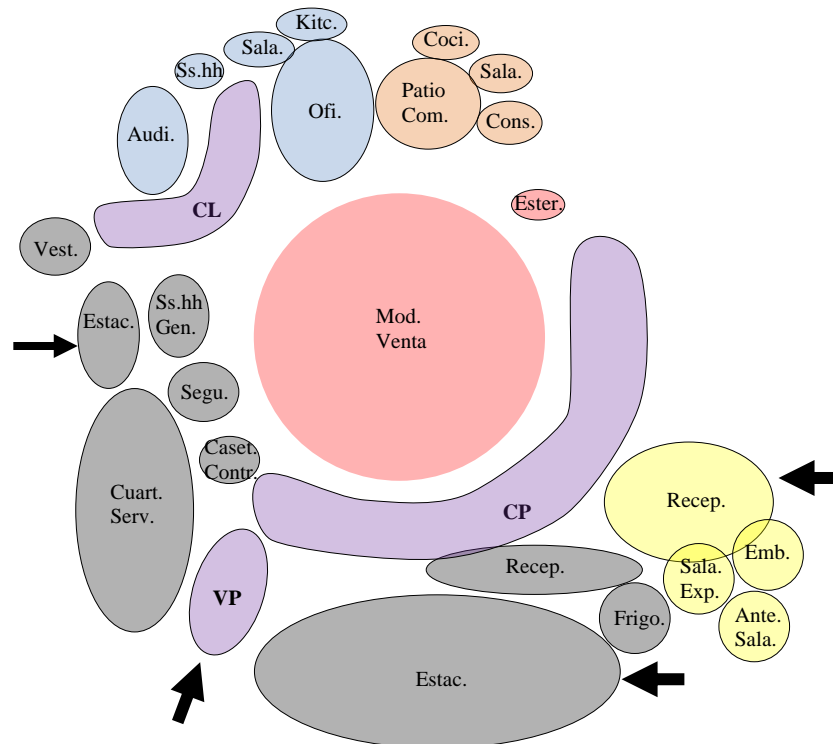 Kitc.
Sala.
Coci.
Ss.hh
Sala.
Patio
Com.
Ofi.
Cons.
Audi.
Ester.
CL
Vest.
Ss.hh
Gen.
Estac.
Mod.
Venta
Segu.
Caset.
Contr.
Cuart.
Serv.
Recep.
CP
Emb.
Sala.
Exp.
Recep.
VP
Frigo.
Ante.
Sala.
Estac.